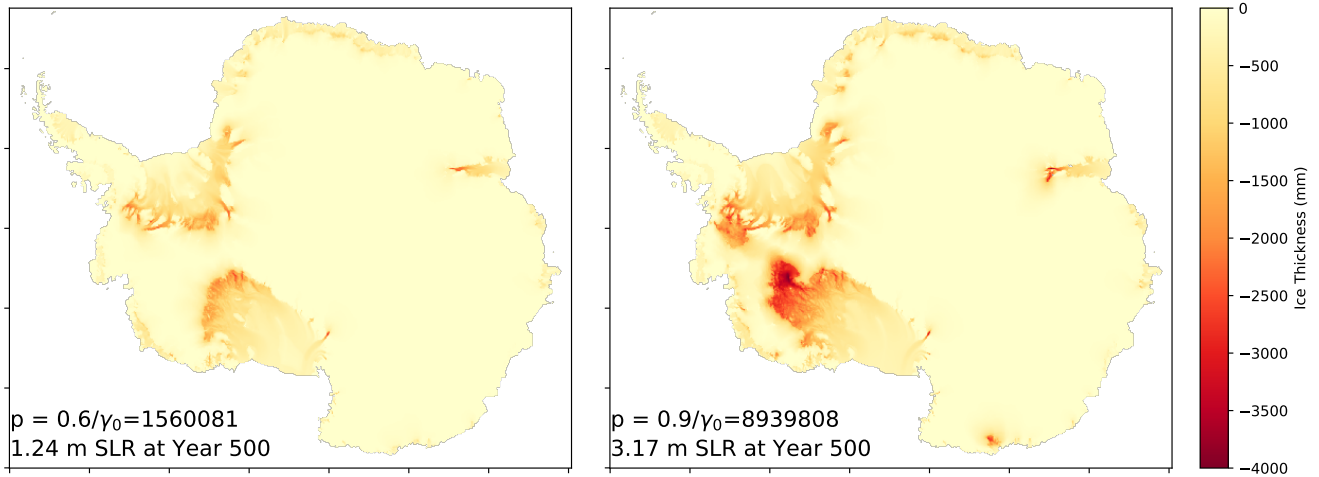 p = 0.6/γ₀=1560081
1.24 m SLR at Year 500
p = 0.9/γ₀=8939808
3.17 m SLR at Year 500
0
−500
−1000
−1500
−2000
−2500
−3000
−3500
−4000
Ice Thickness (mm)